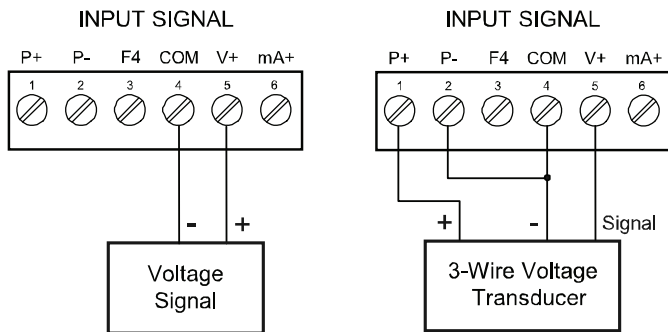 INPUT SIGNAL
P+ P- F4 COM V+ mA+
1 2 3 4 5 6
- +
Voltage
Signal
INPUT SIGNAL
P+ P- F4 COM V+ mA+
1 2 3 4 5 6
+ - Signal
3-Wire Voltage
Transducer